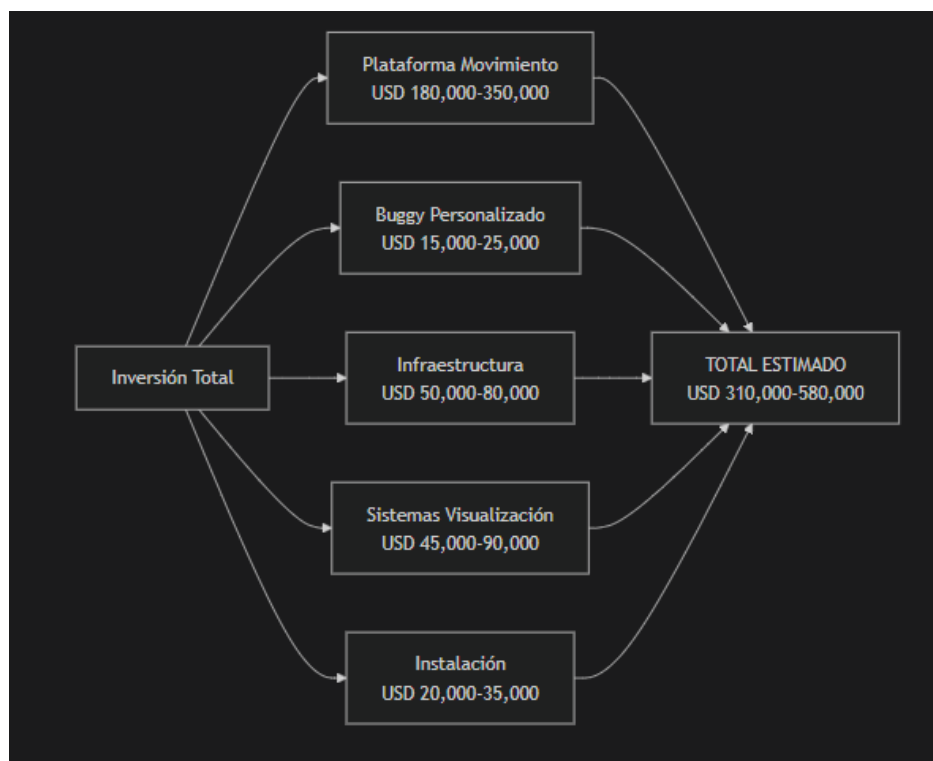 Plataforma Movimiento
USD 180,000-350,000
Buggy Personalizado
USD 15,000-25,000
Inversión Total
Infraestructura
USD 50,000-80,000
TOTAL ESTIMADO
USD 310,000-580,000
Sistemas Visualización
USD 45,000-90,000
Instalación
USD 20,000-35,000